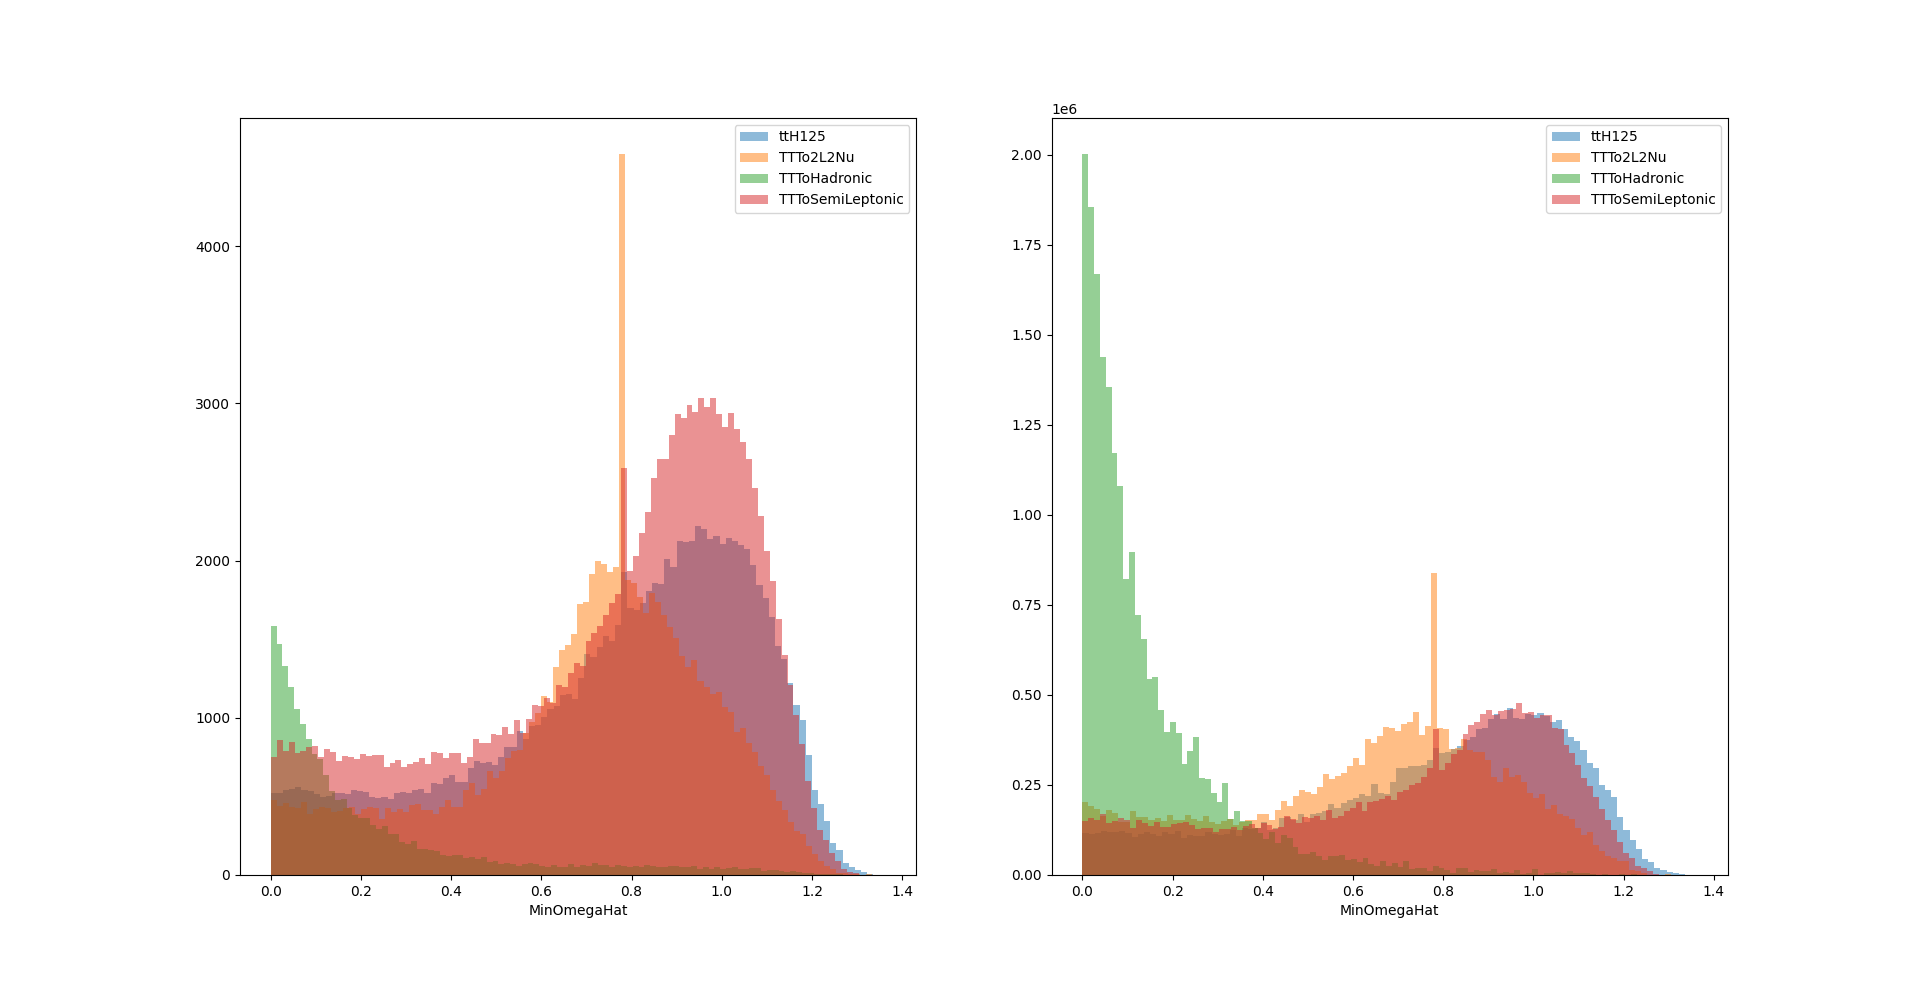 ttH125
TTTo2L2Nu
TTToHadronic
TTToSemiLeptonic
4000
3000
2000
1000
0
0.0 0.2 0.4 0.6 0.8 1.0 1.2 1.4
MinOmegaHat
1e6
ttH125
TTTo2L2Nu
TTToHadronic
TTToSemiLeptonic
2.00
1.75
1.50
1.25
1.00
0.75
0.50
0.25
0.00
0.0 0.2 0.4 0.6 0.8 1.0 1.2 1.4
MinOmegaHat